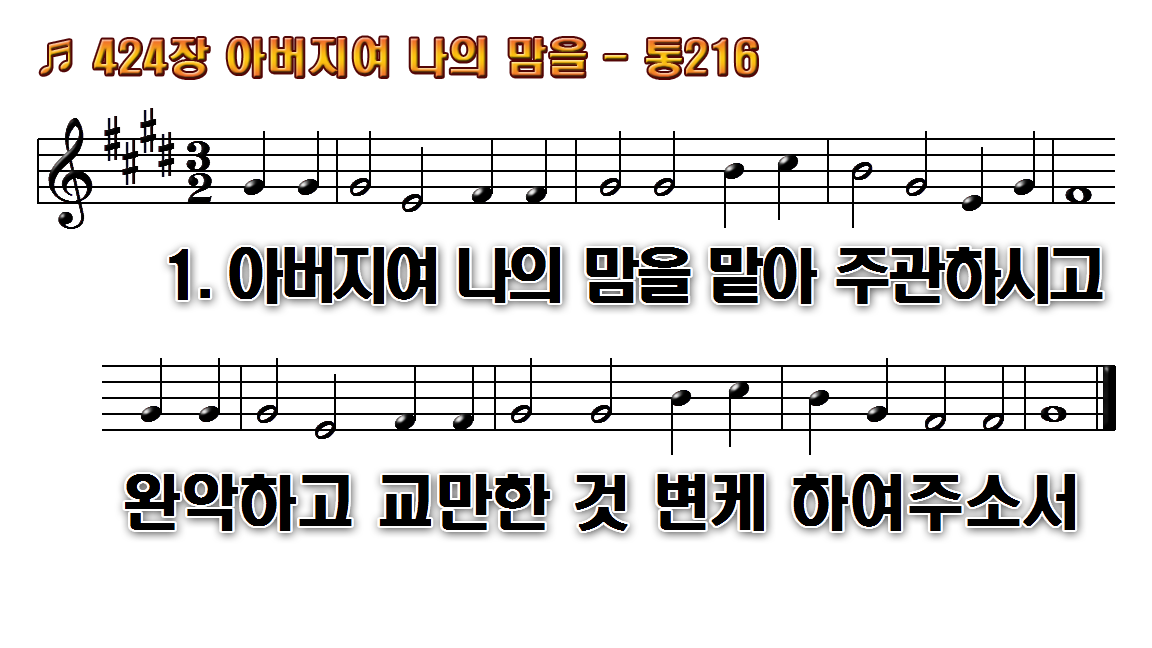 ♬ 424장 아버지여 나의 맘을 - 통216
3
2
1. 아버지여 나의 맘을 맡아 주관하시고
완악하고 교만한 것 변케 하여주소서